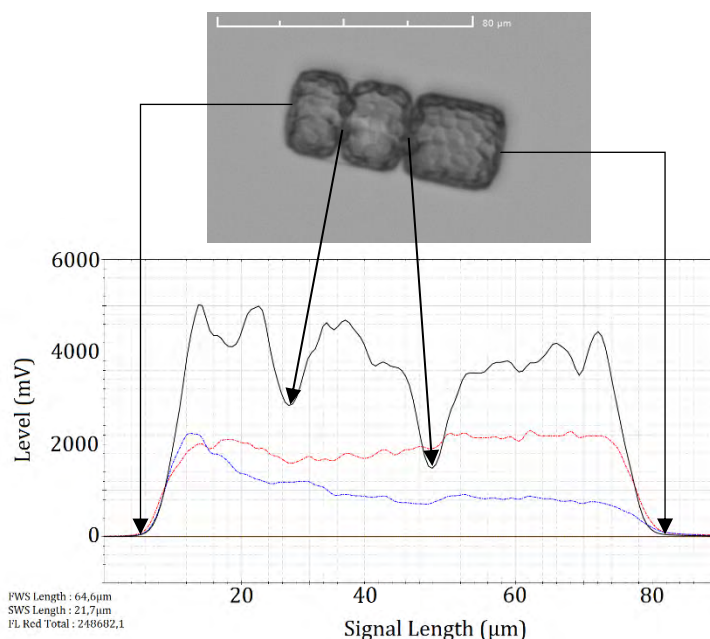 80 µm
6000
4000
2000
0
Level (mV)
20 40 60 80
Signal Length (µm)
FWS Length : 64,6µm
SWS Length : 21,7µm
FL Red Total : 248682,1